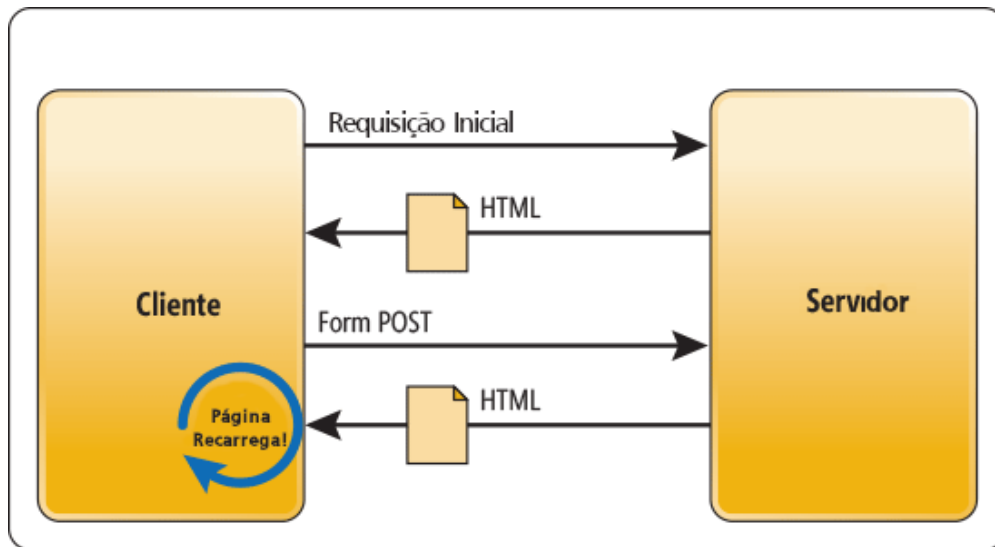 Requisição Inicial
HTML
Cliente
Servidor
Form POST
HTML
Página
Recarrega!